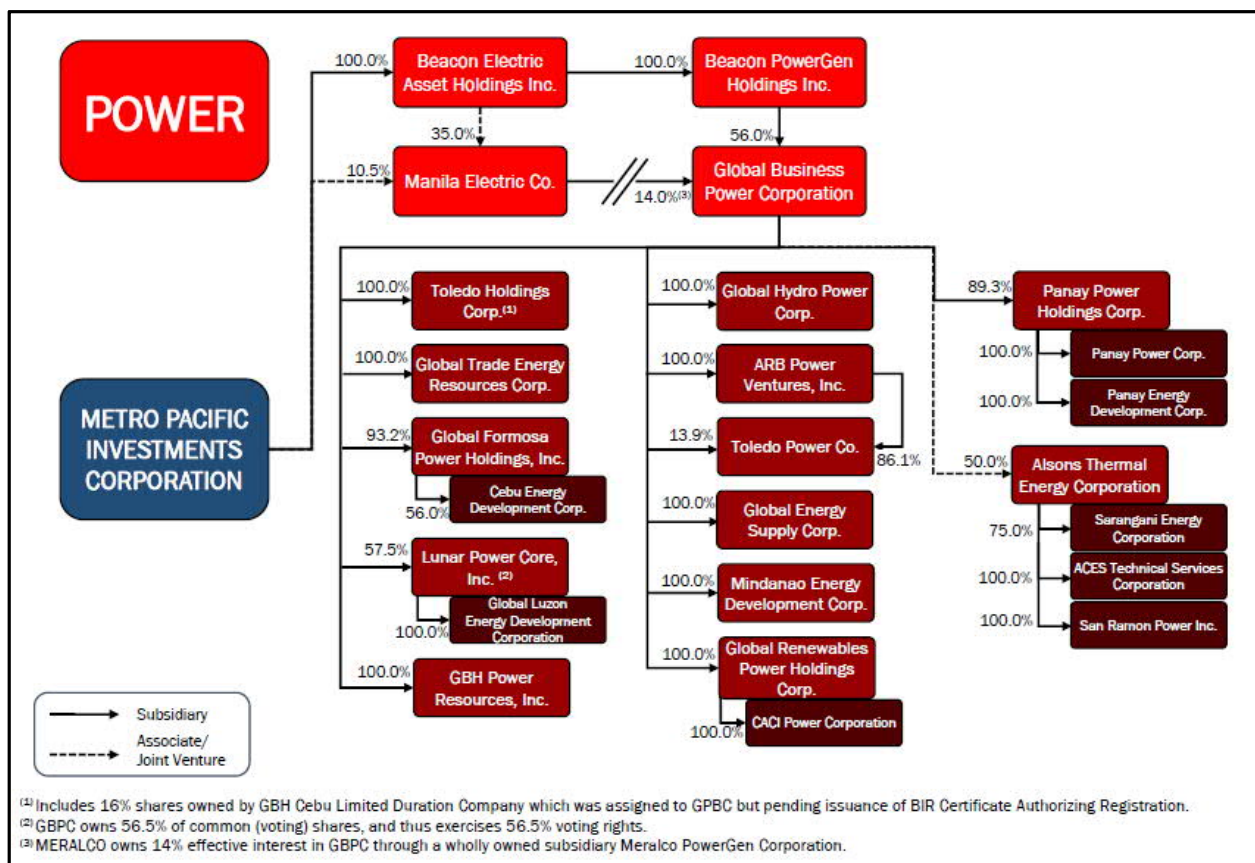 POWER
100.0%
Beacon Electric
Asset Holdings Inc.
100.0%
Beacon PowerGen
Holdings Inc.
35.0%
56.0%
10.5%
Manila Electric Co.
14.0%(3)
Global Business
Power Corporation
METRO PACIFIC
INVESTMENTS
CORPORATION
100.0%
Toledo Holdings
Corp.(1)
100.0%
Global Trade Energy
Resources Corp.
93.2%
Global Formosa
Power Holdings, Inc.
56.0%
Cebu Energy
Development Corp.
57.5%
Lunar Power Core,
Inc. (2)
100.0%
Global Luzon
Energy Development
Corporation
100.0%
GBH Power
Resources, Inc.
100.0%
Global Hydro Power
Corp.
100.0%
ARB Power
Ventures, Inc.
13.9%
Toledo Power Co.
86.1%
100.0%
Global Energy
Supply Corp.
100.0%
Mindanao Energy
Development Corp.
100.0%
Global Renewables
Power Holdings
Corp.
100.0%
CACI Power Corporation
89.3%
Panay Power
Holdings Corp.
100.0%
Panay Power Corp.
100.0%
Panay Energy
Development Corp.
50.0%
Alsons Thermal
Energy Corporation
75.0%
Sarangani Energy
Corporation
100.0%
ACES Technical Services
Corporation
100.0%
San Ramon Power Inc.
Subsidiary
Associate/
Joint Venture
(1) Includes 16% shares owned by GBH Cebu Limited Duration Company which was assigned to GPBC but pending issuance of BIR Certificate Authorizing Registration.
(2) GBPC owns 56.5% of common (voting) shares, and thus exercises 56.5% voting rights.
(3) MERALCO owns 14% effective interest in GBPC through a wholly owned subsidiary Meralco PowerGen Corporation.